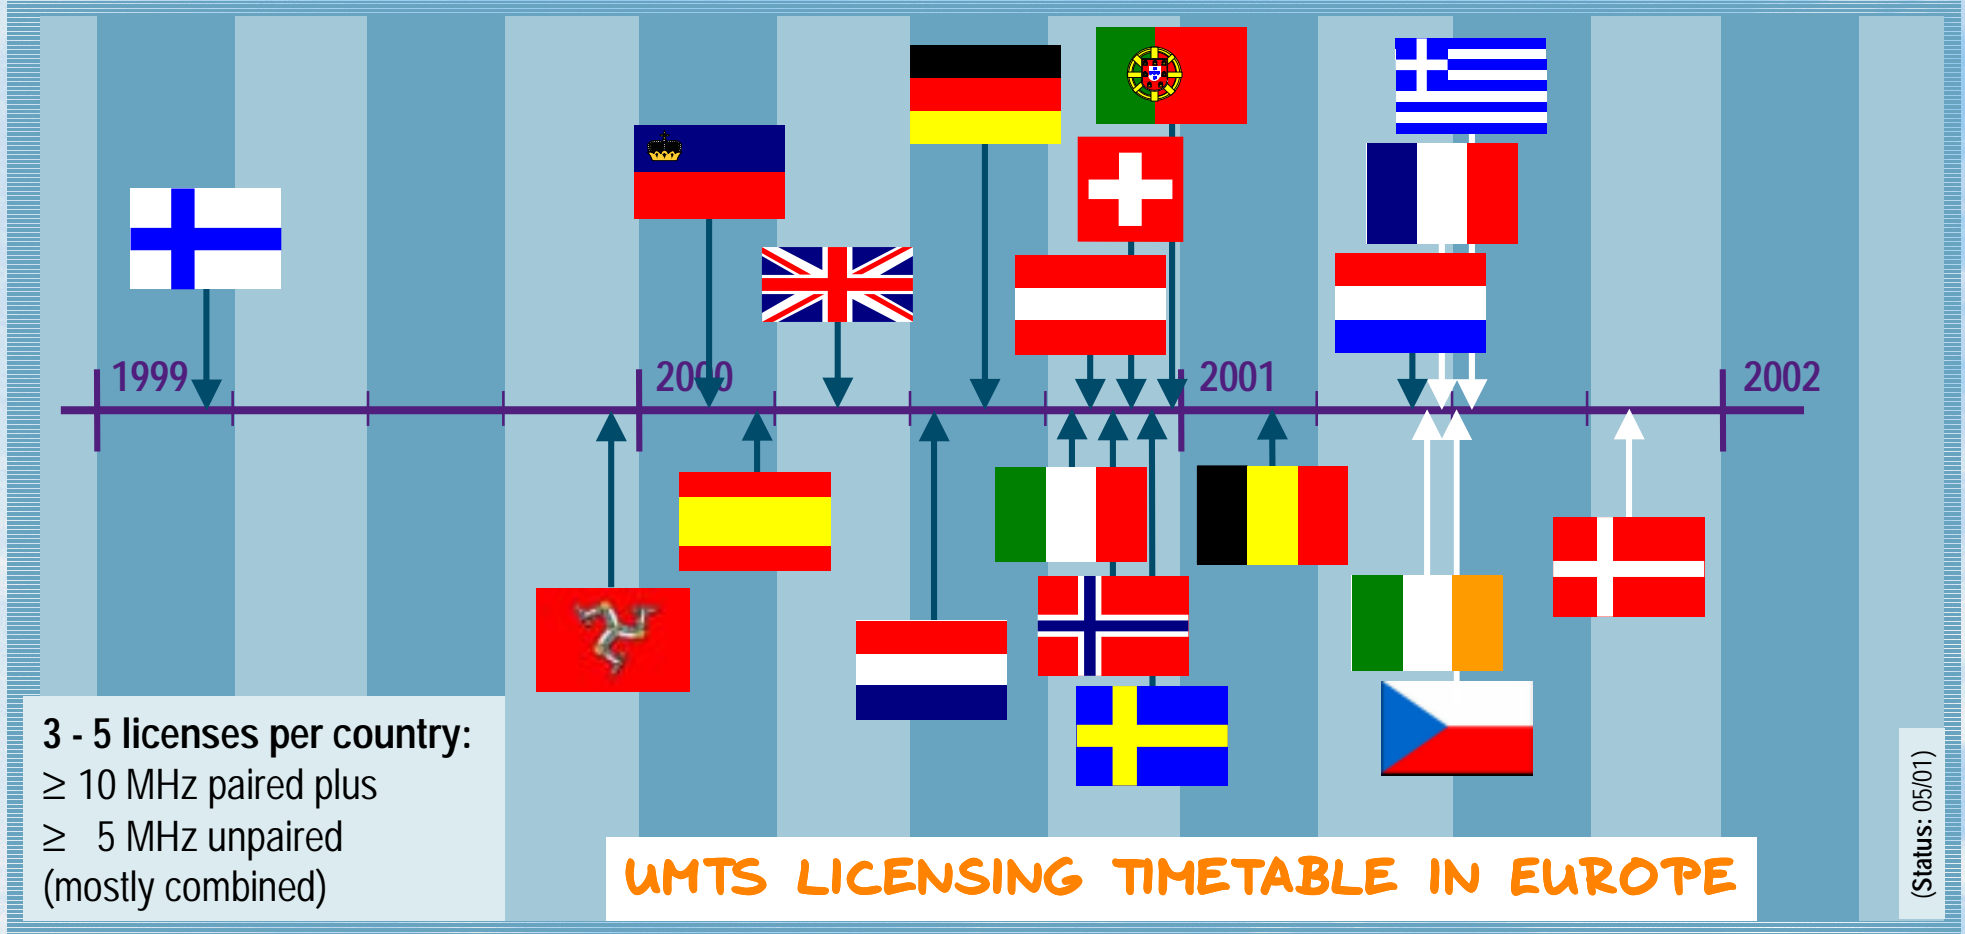 1999
2000
2001
2002
3 - 5 licenses per country:
≥ 10 MHz paired plus
≥ 5 MHz unpaired
(mostly combined)
UMTS LICENSING TIMETABLE IN EUROPE
(Status: 05/01)